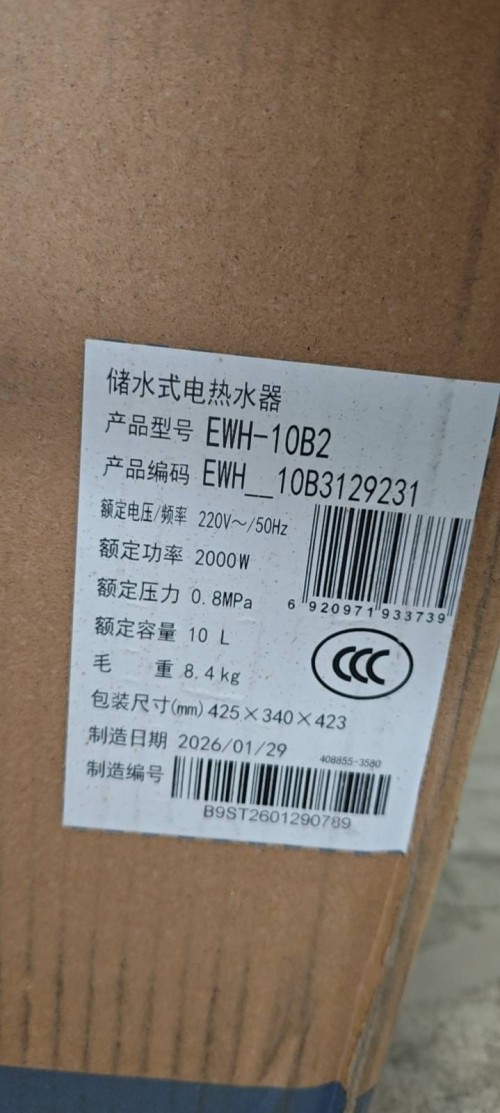 储水式电热水器
产品型号 EWH-10B2
产品编码 EWH__10B3129231
额定电压/频率 220V～/50Hz
额定功率 2000W
额定压力 0.8MPa
6 920971 933739
额定容量 10 L
CCC
毛 重 8.4kg
包装尺寸(mm) 425×340×423
制造日期 2026/01/29
408855-3580
制造编号
B9ST2601290789